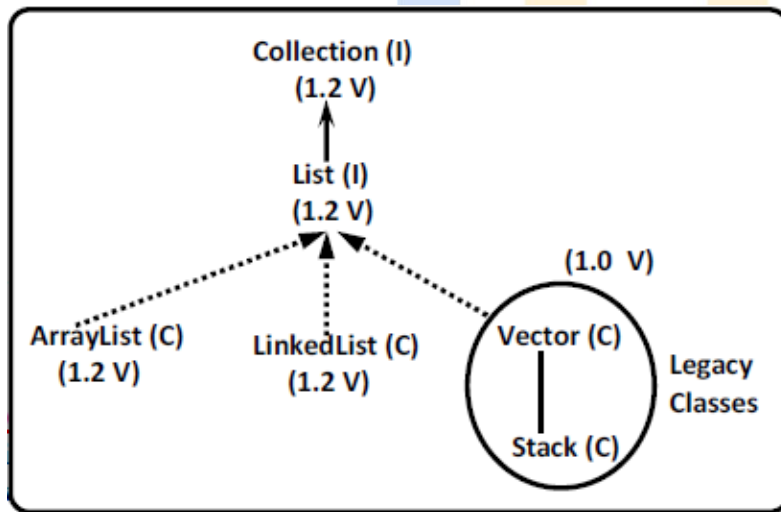 Collection (I)
(1.2 V)
List (I)
(1.2 V)
(1.0 V)
ArrayList (C)
(1.2 V)
LinkedList (C)
(1.2 V)
Vector (C)
Legacy
Classes
Stack (C)